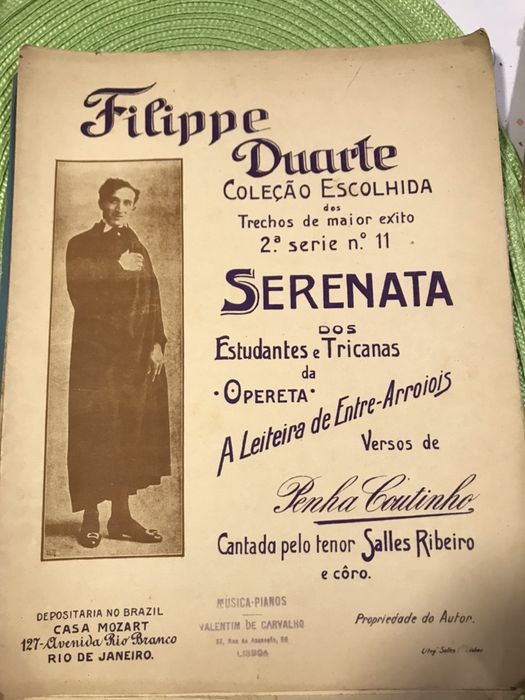 Filippe
Duarte
COLEÇÃO ESCOLHIDA
dos
Trechos de maior exito
2.ª serie n.º 11
SERENATA
DOS
Estudantes e Tricanas
da
·OPERETA·
A Leiteira de Entre-Arroiois
Versos de
Penha Coutinho,
Cantada pelo tenor Salles Ribeiro
e côro.
DEPOSITARIA NO BRAZIL
CASA MOZART
127-Avenida Rio Branco
RIO DE JANEIRO.
MÚSICA-PIANOS
VALENTIM DE CARVALHO
LISBOA
Propriedade do Autor.